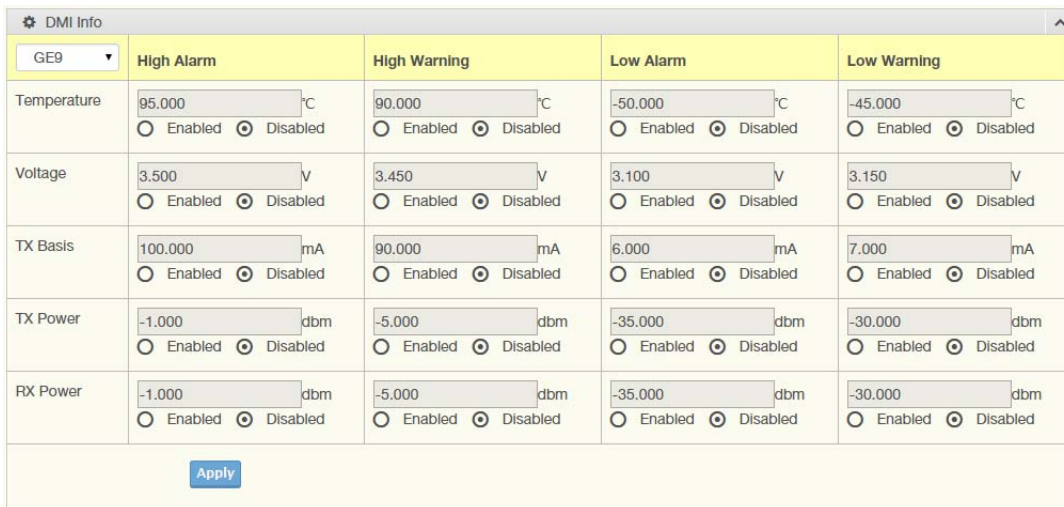 DMI Info
GE9 High Alarm High Warning Low Alarm Low Warning
Temperature 95.000 ℃ 90.000 ℃ -50.000 ℃ -45.000 ℃
Enabled Disabled Enabled Disabled Enabled Disabled Enabled Disabled
Voltage 3.500 V 3.450 V 3.100 V 3.150 V
Enabled Disabled Enabled Disabled Enabled Disabled Enabled Disabled
TX Basis 100.000 mA 90.000 mA 6.000 mA 7.000 mA
Enabled Disabled Enabled Disabled Enabled Disabled Enabled Disabled
TX Power -1.000 dbm -5.000 dbm -35.000 dbm -30.000 dbm
Enabled Disabled Enabled Disabled Enabled Disabled Enabled Disabled
RX Power -1.000 dbm -5.000 dbm -35.000 dbm -30.000 dbm
Enabled Disabled Enabled Disabled Enabled Disabled Enabled Disabled
Apply